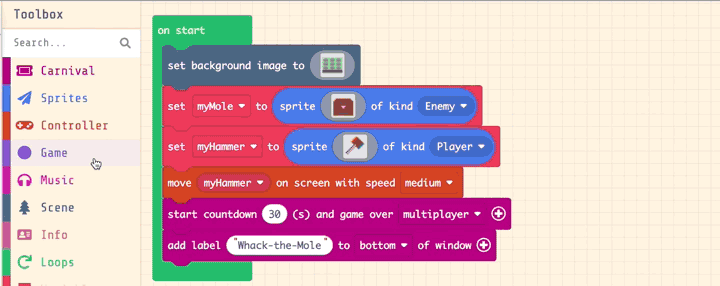 Toolbox
Search...
Carnival
Sprites
Controller
Game
Music
Scene
Info
Loops
on start
set background image to
set myMole to sprite of kind Enemy
set myHammer to sprite of kind Player
move myHammer on screen with speed medium
start countdown 30 (s) and game over multiplayer
add label "Whack-the-Mole" to bottom of window